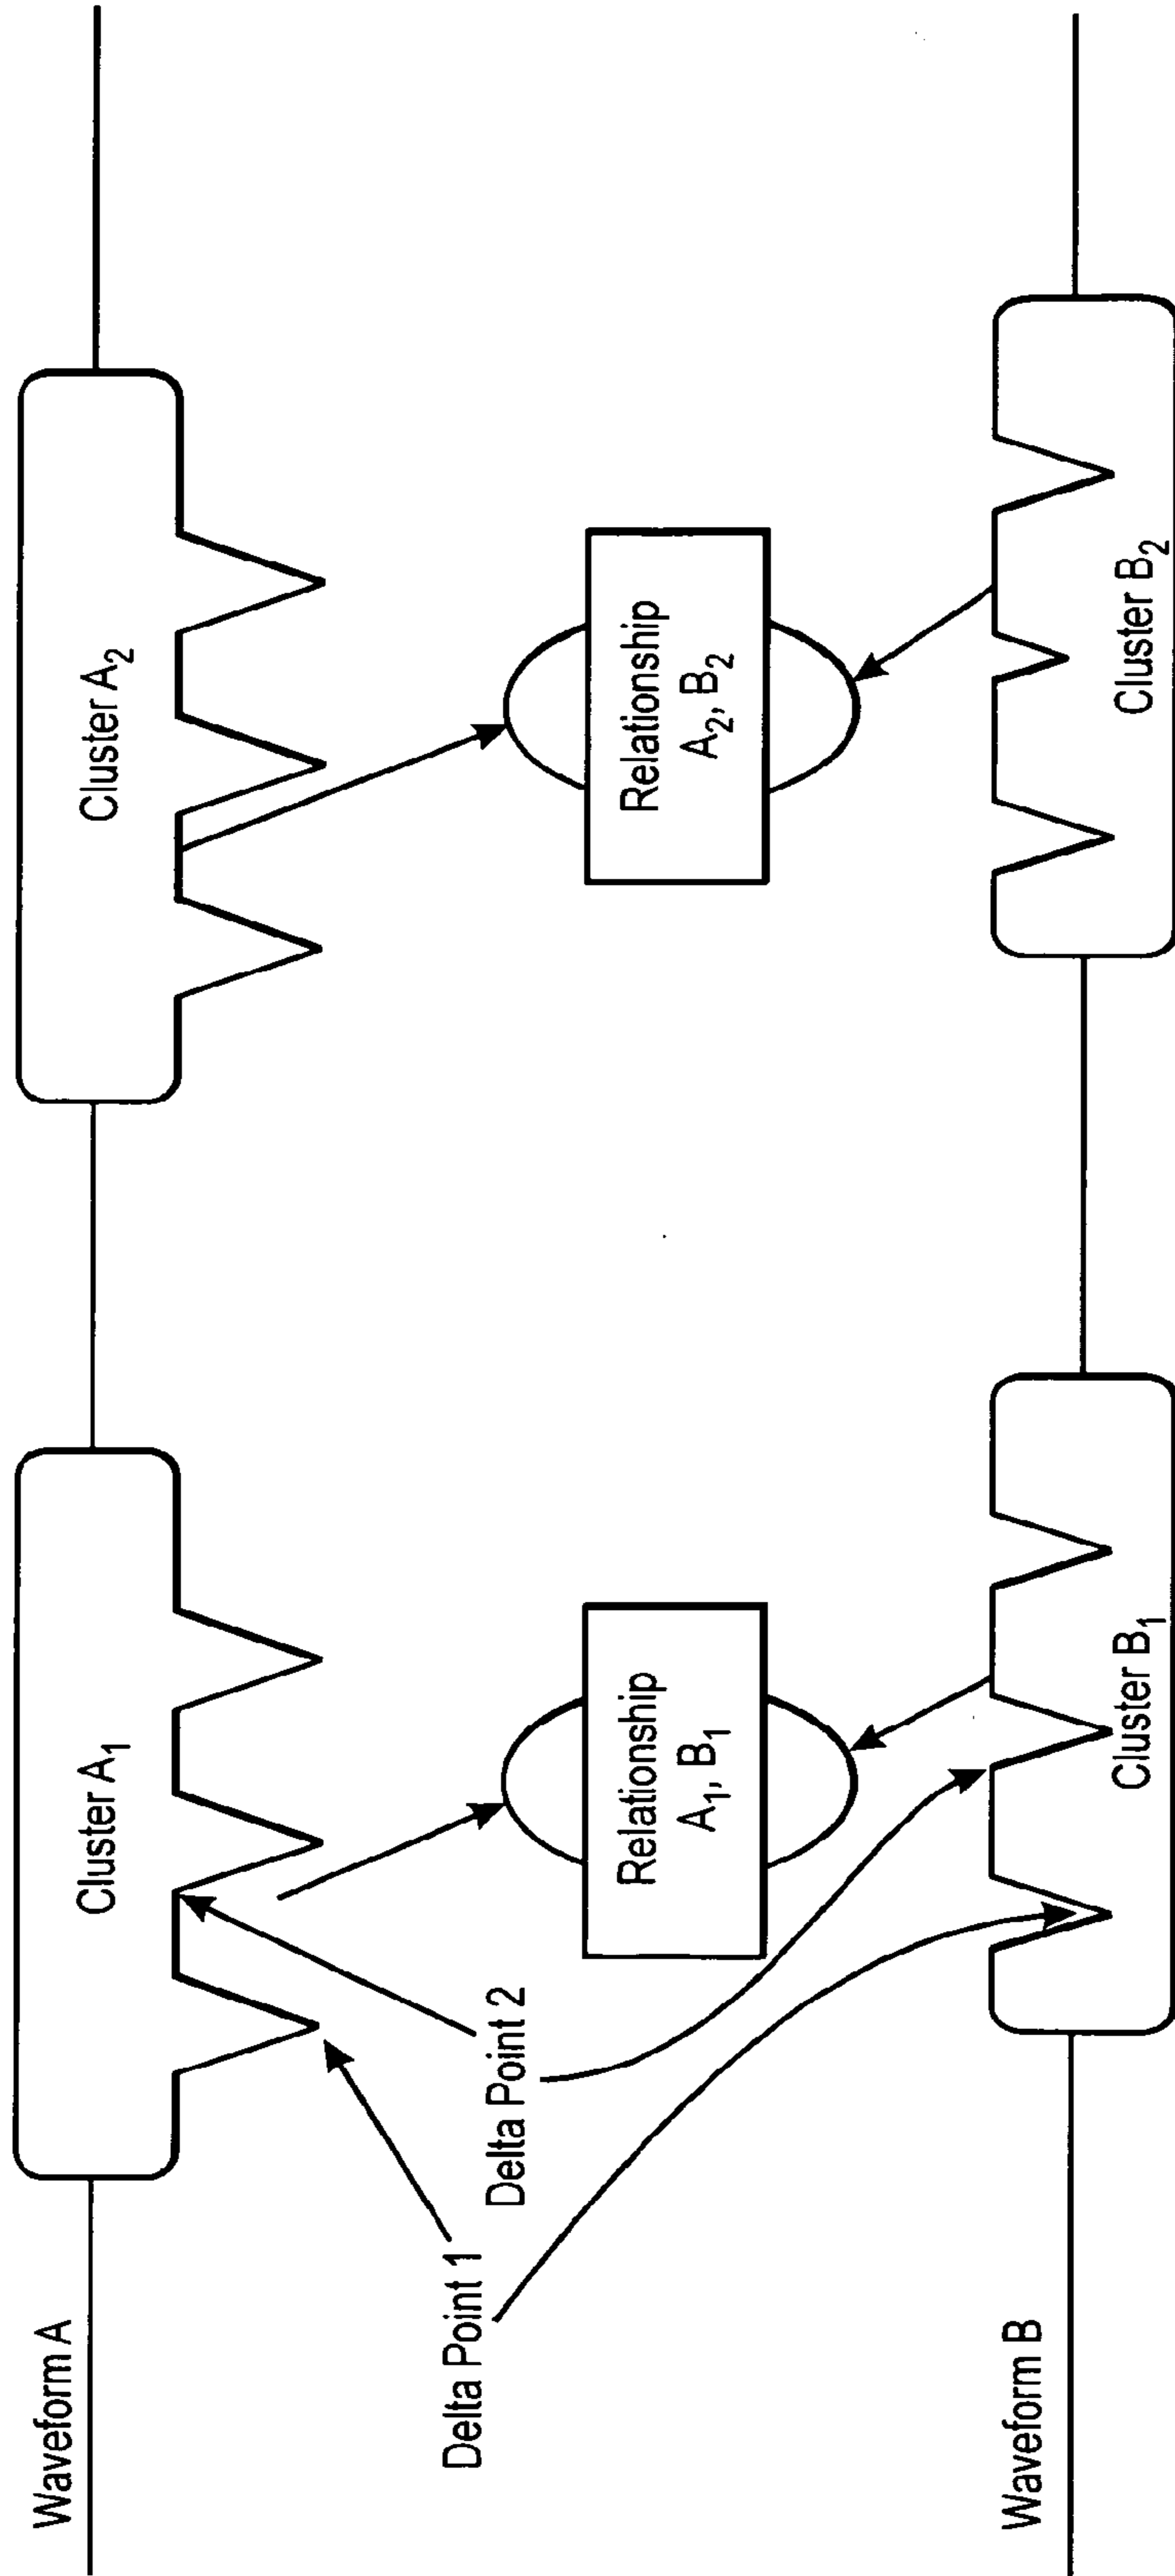 Waveform A
Cluster A₁
Cluster A₂
Delta Point 1
Delta Point 2
Relationship
A₁, B₁
Relationship
A₂, B₂
Waveform B
Cluster B₁
Cluster B₂